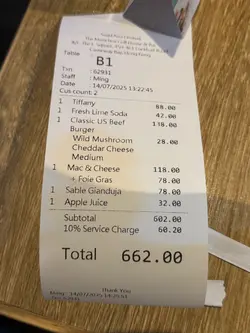 Table B1
Txn : 62931
Staff : Ming
Date : 14/07/2025 13:22:45
Cus count: 2
1 Tiffany 88.00
1 Fresh Lime Soda 42.00
1 Classic US Beef 138.00
Burger
Wild Mushroom 28.00
Cheddar Cheese
Medium
1 Mac & Cheese 118.00
+ Foie Gras 78.00
1 Sable Gianduja 78.00
1 Apple Juice 32.00
Subtotal 602.00
10% Service Charge 60.20
Total 662.00
Thank You